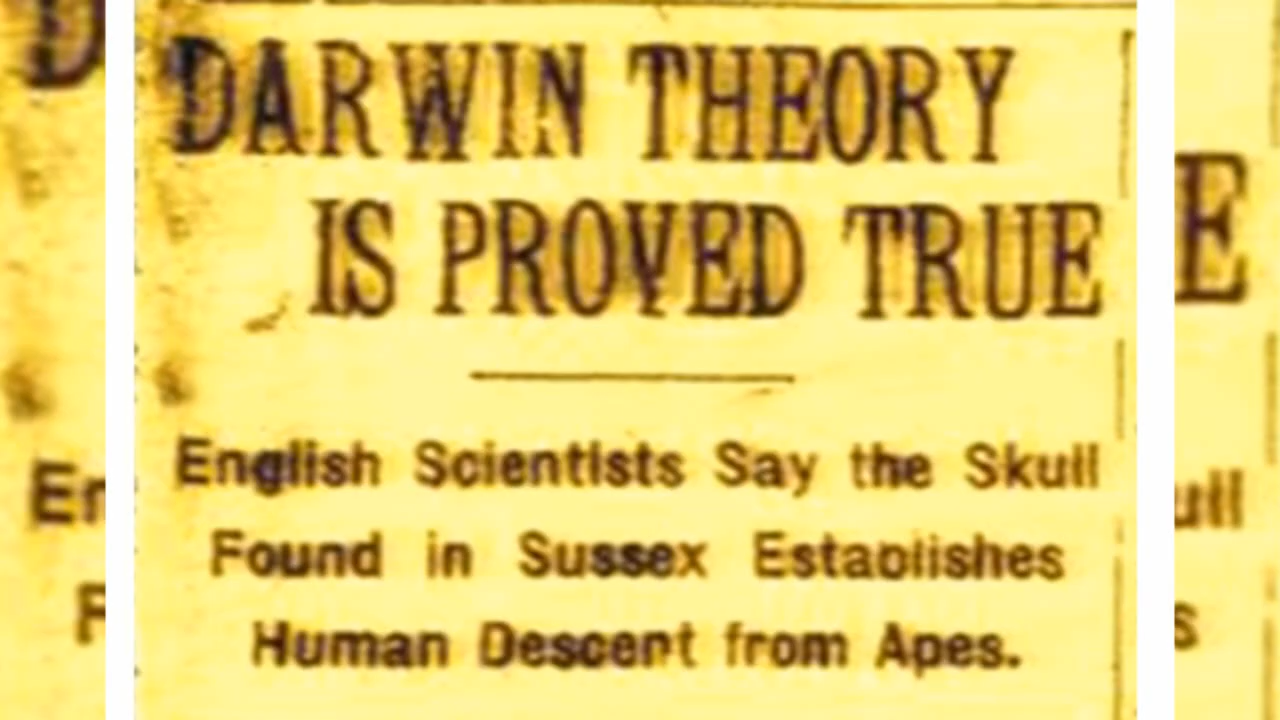 DARWIN THEORY
IS PROVED TRUE
English Scientists Say the Skull
Found in Sussex Establishes
Human Descent from Apes.